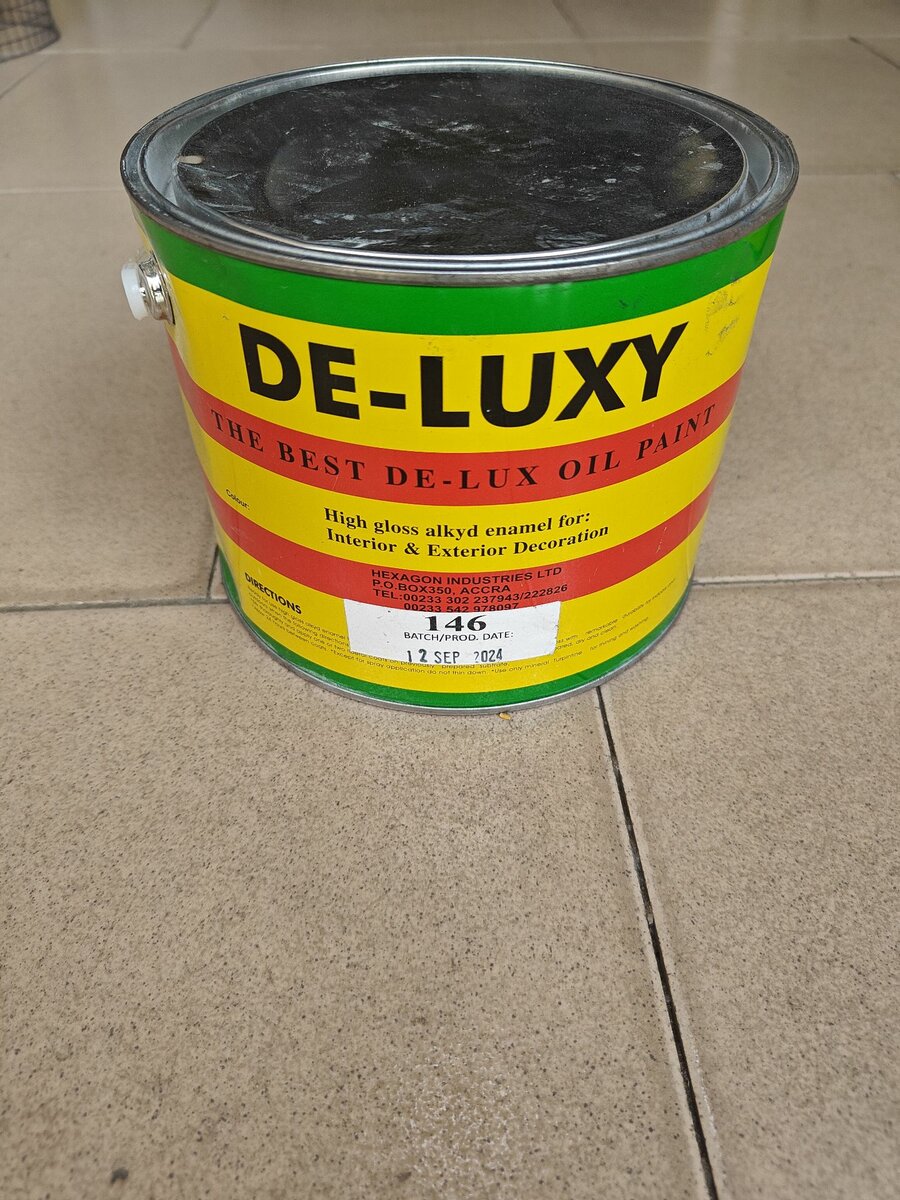 DE-LUXY
THE BEST DE-LUX OIL PAINT
Colour:
High gloss alkyd enamel for:
Interior & Exterior Decoration
HEXAGON INDUSTRIES LTD
P.O.BOX350, ACCRA
TEL:00233 302 237943/222826
00233 542 978097
DIRECTIONS
146
BATCH/PROD. DATE:
12 SEP 2024